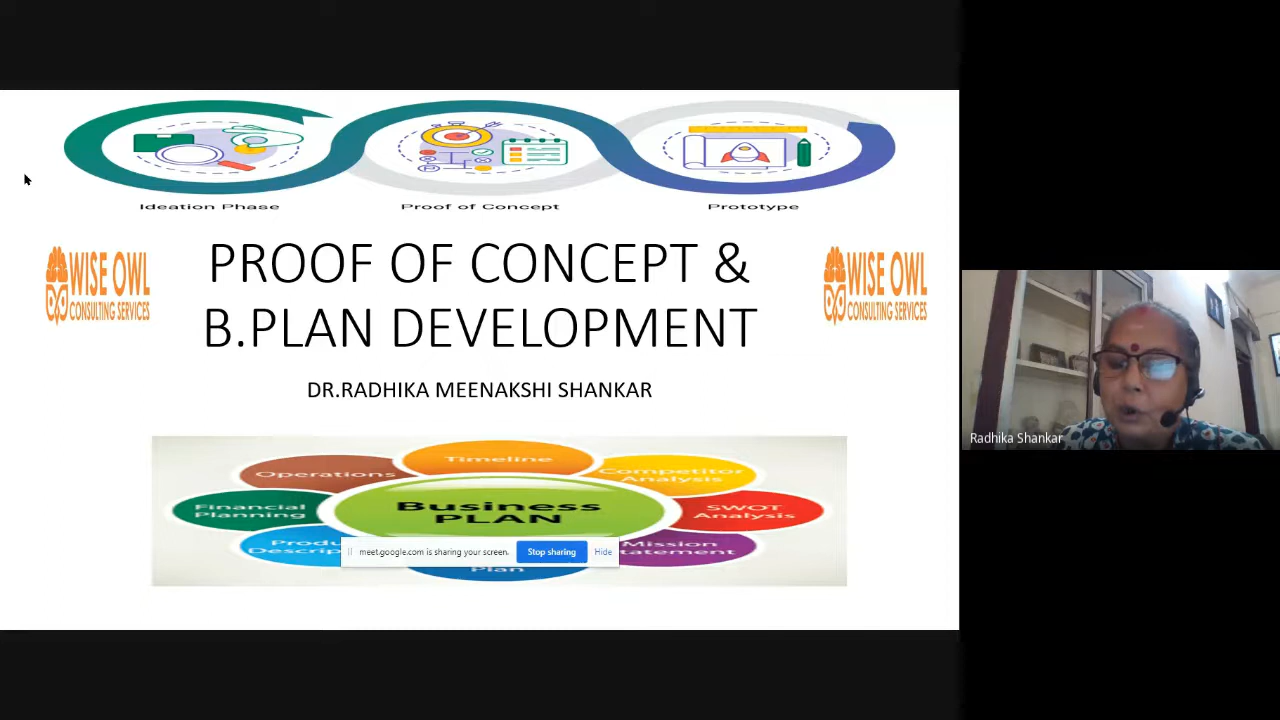 Ideation Phase
Proof of Concept
Prototype
WISE OWL
CONSULTING SERVICES
PROOF OF CONCEPT &
B.PLAN DEVELOPMENT
WISE OWL
CONSULTING SERVICES
DR.RADHIKA MEENAKSHI SHANKAR
Radhika Shankar
Timeline
Operations
Competitor
Analysis
Financial
Planning
Business
PLAN
SWOT
Analysis
meet.google.com is sharing your screen.
Stop sharing
Hide
Plan